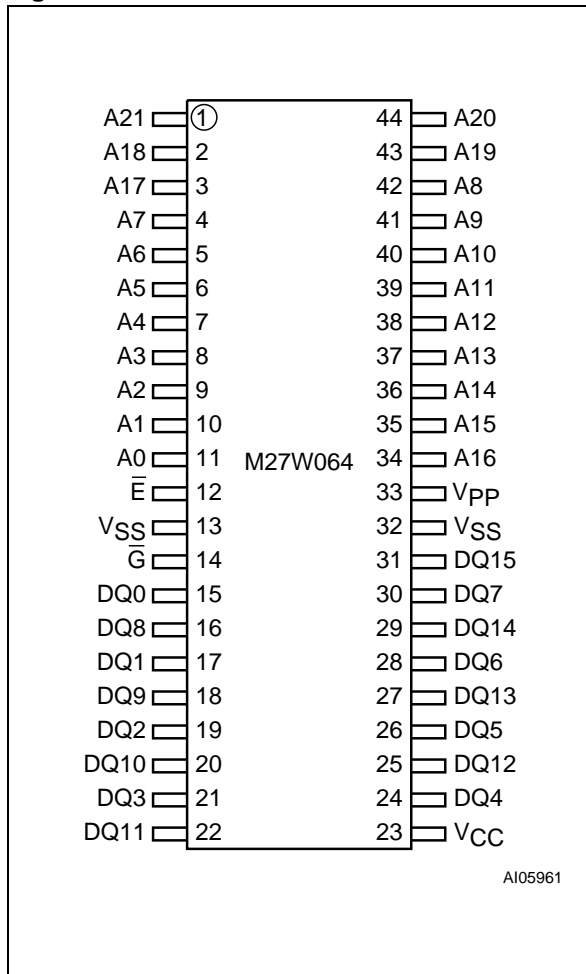 A21 1 44 A20
A18 2 43 A19
A17 3 42 A8
A7 4 41 A9
A6 5 40 A10
A5 6 39 A11
A4 7 38 A12
A3 8 37 A13
A2 9 36 A14
A1 10 35 A15
A0 11 M27W064 34 A16
E̅ 12 33 VPP
VSS 13 32 VSS
G̅ 14 31 DQ15
DQ0 15 30 DQ7
DQ8 16 29 DQ14
DQ1 17 28 DQ6
DQ9 18 27 DQ13
DQ2 19 26 DQ5
DQ10 20 25 DQ12
DQ3 21 24 DQ4
DQ11 22 23 VCC
AI05961